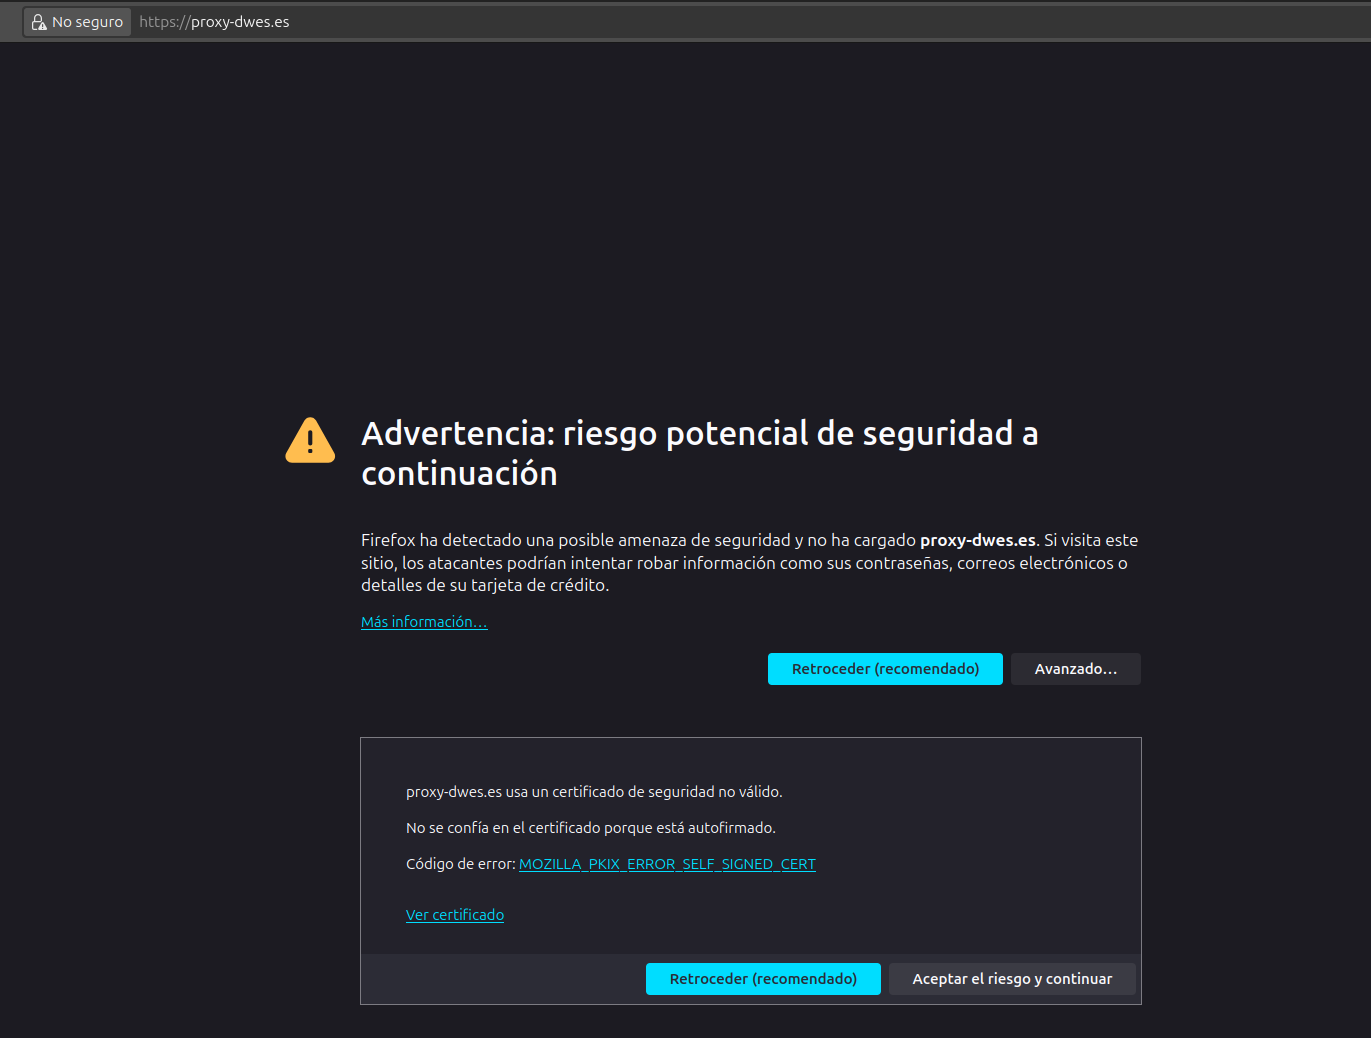 No seguro https://proxy-dwes.es
Advertencia: riesgo potencial de seguridad a
continuación
Firefox ha detectado una posible amenaza de seguridad y no ha cargado proxy-dwes.es. Si visita este
sitio, los atacantes podrían intentar robar información como sus contraseñas, correos electrónicos o
detalles de su tarjeta de crédito.
Más información...
Retroceder (recomendado) Avanzado...
proxy-dwes.es usa un certificado de seguridad no válido.
No se confía en el certificado porque está autofirmado.
Código de error: MOZILLA_PKIX_ERROR_SELF_SIGNED_CERT
Ver certificado
Retroceder (recomendado) Aceptar el riesgo y continuar